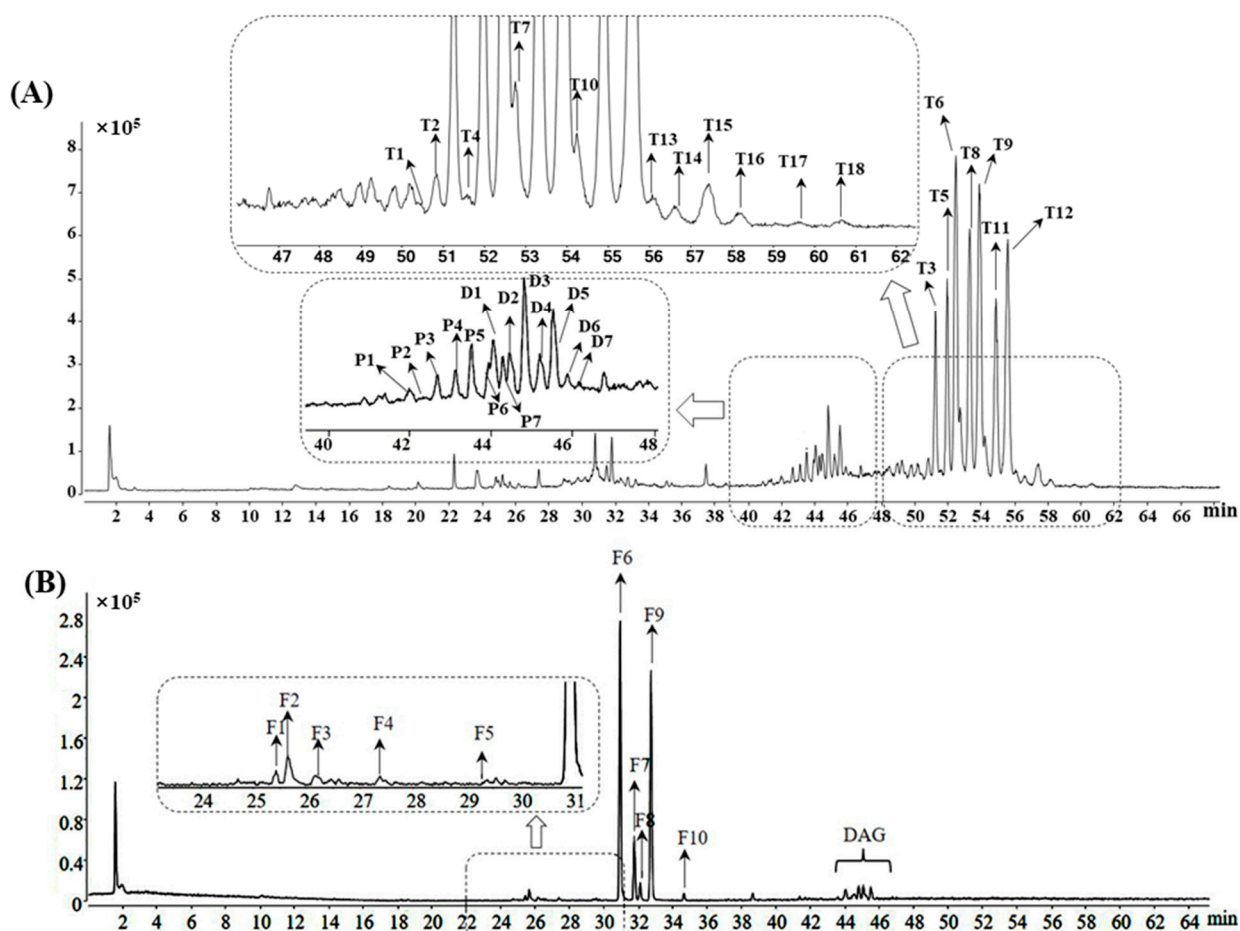 (A)
×10⁵
T7
T10
T2
T4
T13
T15
T1
T14
T16
T17
T18
47 48 49 50 51 52 53 54 55 56 57 58 59 60 61 62
T6
T8
T9
T5
T11
T12
T3
D3
D1
D2
D5
D4
P4
P5
D6
P3
D7
P2
P1
P6
P7
40 42 44 46 48
8
7
6
5
4
3
2
1
0
2 4 6 8 10 12 14 16 18 20 22 24 26 28 30 32 34 36 38 40 42 44 46 48 50 52 54 56 58 60 62 64 66 min
(B)
×10⁵
F6
F9
F2
F1
F3
F4
F5
F7
F8
F10
DAG
24 25 26 27 28 29 30 31
2.8
2.4
2
1.6
1.2
0.8
0.4
0
2 4 6 8 10 12 14 16 18 20 22 24 26 28 30 32 34 36 38 40 42 44 46 48 50 52 54 56 58 60 62 64 min